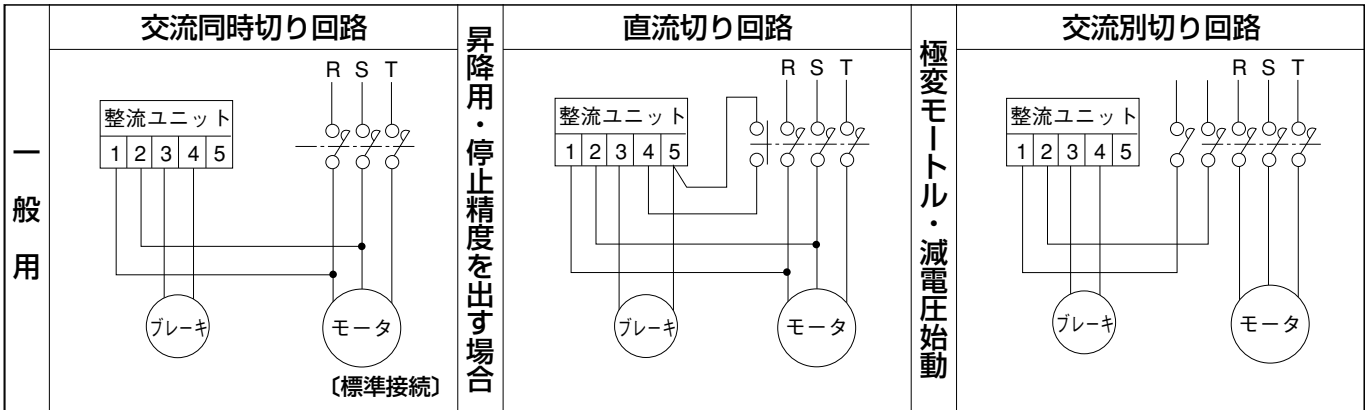 一般用
交流同時切り回路
R S T
整流ユニット
1 2 3 4 5
ブレーキ
モータ
〔標準接続〕
昇降用・停止精度を出す場合
直流切り回路
R S T
整流ユニット
1 2 3 4 5
ブレーキ
モータ
極変モートル・減電圧始動
交流別切り回路
R S T
整流ユニット
1 2 3 4 5
ブレーキ
モータ